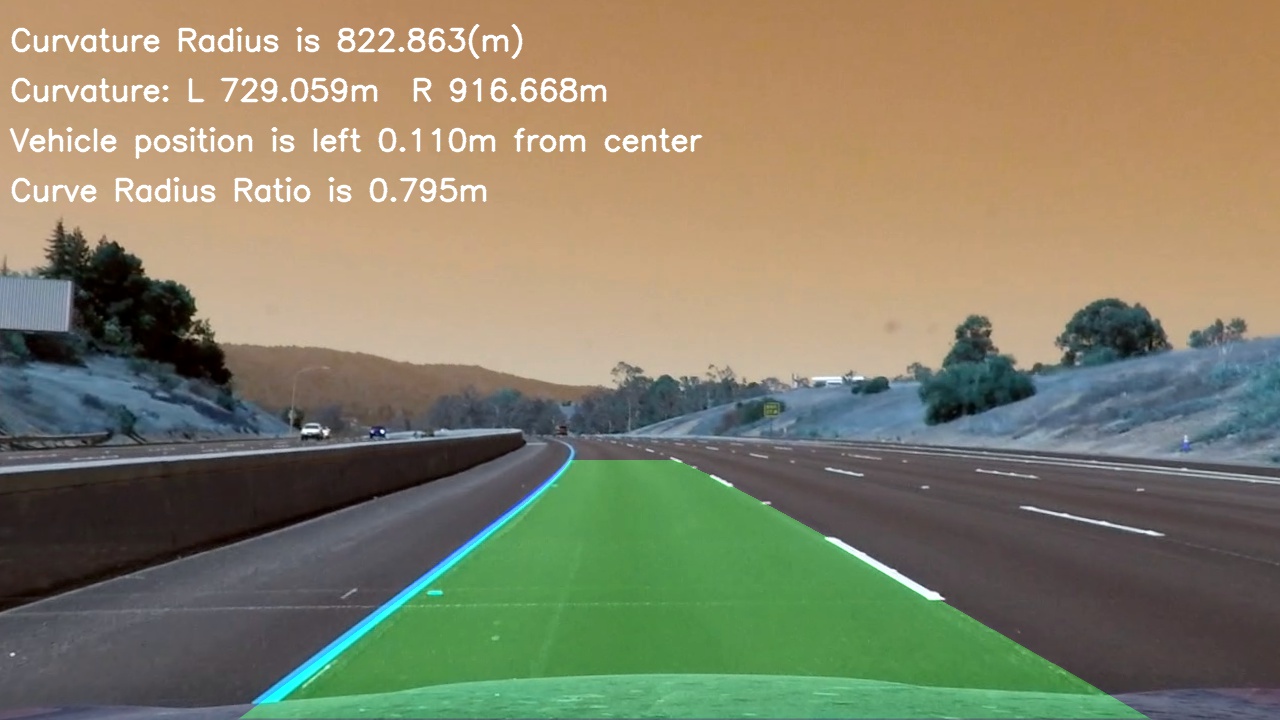 Curvature Radius is 822.863(m)
Curvature: L 729.059m R 916.668m
Vehicle position is left 0.110m from center
Curve Radius Ratio is 0.795m